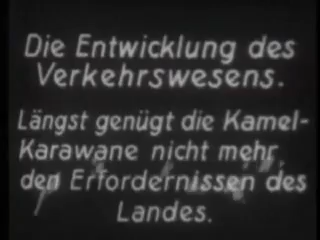 Die Entwicklung des
Verkehrswesens.
Längst genügt die Kamel-
Karawane nicht mehr
den Erfordernissen des
Landes.